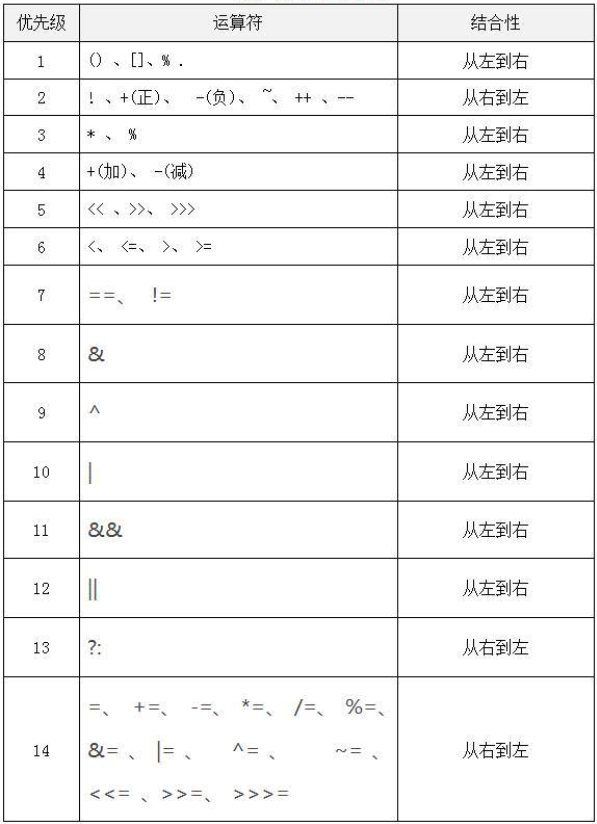 优先级 运算符 结合性
1 () 、[]、% . 从左到右
2 ! 、+(正)、 -(负)、 ~、 ++ 、-- 从右到左
3 * 、 % 从左到右
4 +(加)、 -(减) 从左到右
5 << 、>>、 >>> 从左到右
6 <、 <=、 >、 >= 从左到右
7 ==、 != 从左到右
8 & 从左到右
9 ^ 从左到右
10 | 从左到右
11 && 从左到右
12 || 从左到右
13 ?: 从右到左
=、 +=、 -=、 *=、 /=、 %=、
14 &= 、 |= 、 ^= 、 ~= 、 从右到左
<<= 、>>=、 >>>=